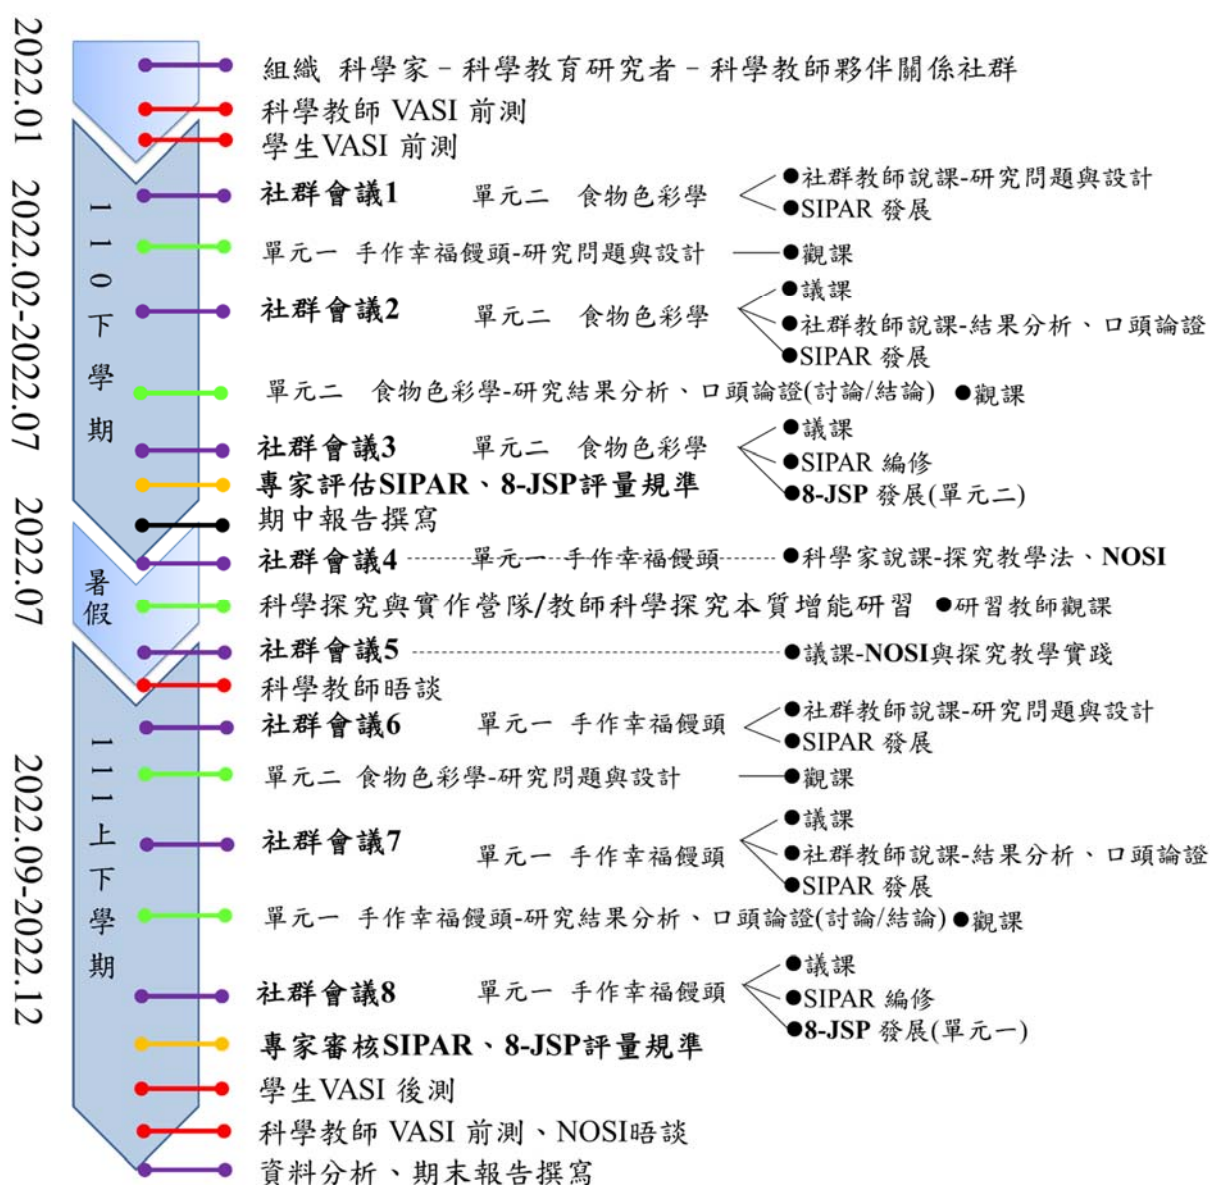 2022.01
組織 科學家－科學教育研究者－科學教師夥伴關係社群
科學教師 VASI 前測
學生VASI 前測
2022.02-2022.07
110下學期
社群會議1 單元二 食物色彩學
●社群教師說課-研究問題與設計
●SIPAR 發展
單元一 手作幸福饅頭-研究問題與設計 ●觀課
社群會議2 單元二 食物色彩學
●議課
●社群教師說課-結果分析、口頭論證
●SIPAR 發展
單元二 食物色彩學-研究結果分析、口頭論證(討論/結論) ●觀課
社群會議3 單元二 食物色彩學
●議課
●SIPAR 編修
●8-JSP 發展(單元二)
專家評估SIPAR、8-JSP評量規準
期中報告撰寫
2022.07
暑假
社群會議4 單元一 手作幸福饅頭 ●科學家說課-探究教學法、NOSI
科學探究與實作營隊/教師科學探究本質增能研習 ●研習教師觀課
社群會議5 ●議課-NOSI與探究教學實踐
科學教師晤談
2022.09-2022.12
111上下學期
社群會議6 單元一 手作幸福饅頭
●社群教師說課-研究問題與設計
●SIPAR 發展
單元二 食物色彩學-研究問題與設計 ●觀課
社群會議7 單元一 手作幸福饅頭
●議課
●社群教師說課-結果分析、口頭論證
●SIPAR 發展
單元一 手作幸福饅頭-研究結果分析、口頭論證(討論/結論) ●觀課
社群會議8 單元一 手作幸福饅頭
●議課
●SIPAR 編修
●8-JSP 發展(單元一)
專家審核SIPAR、8-JSP評量規準
學生VASI 後測
科學教師 VASI 前測、NOSI晤談
資料分析、期末報告撰寫